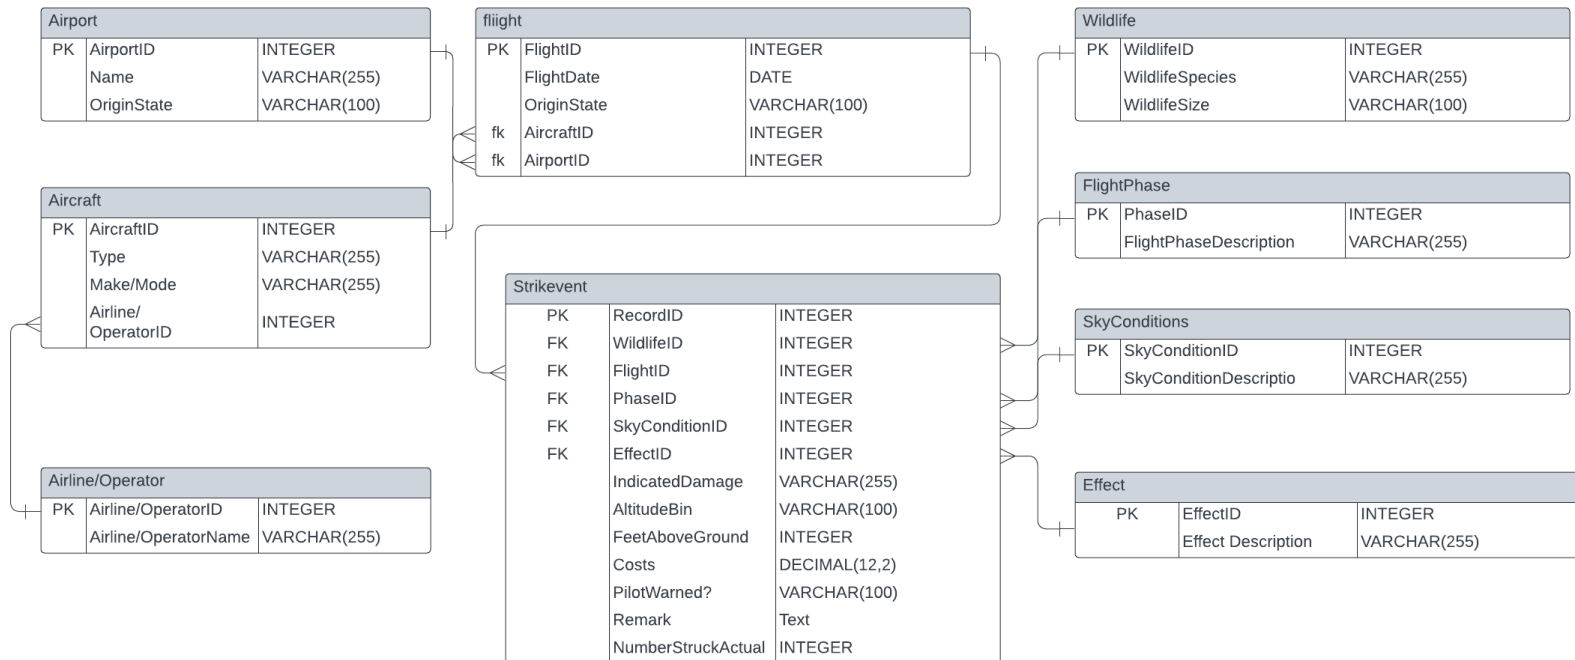 Airport
PK AirportID INTEGER
Name VARCHAR(255)
OriginState VARCHAR(100)
fliight
PK FlightID INTEGER
FlightDate DATE
OriginState VARCHAR(100)
fk AircraftID INTEGER
fk AirportID INTEGER
Wildlife
PK WildlifeID INTEGER
WildlifeSpecies VARCHAR(255)
WildlifeSize VARCHAR(100)
Aircraft
PK AircraftID INTEGER
Type VARCHAR(255)
Make/Mode VARCHAR(255)
Airline/
OperatorID INTEGER
FlightPhase
PK PhaseID INTEGER
FlightPhaseDescription VARCHAR(255)
Strikevent
PK RecordID INTEGER
FK WildlifeID INTEGER
FK FlightID INTEGER
FK PhaseID INTEGER
FK SkyConditionID INTEGER
FK EffectID INTEGER
IndicatedDamage VARCHAR(255)
AltitudeBin VARCHAR(100)
FeetAboveGround INTEGER
Costs DECIMAL(12,2)
PilotWarned? VARCHAR(100)
Remark Text
NumberStruckActual INTEGER
SkyConditions
PK SkyConditionID INTEGER
SkyConditionDescriptio VARCHAR(255)
Airline/Operator
PK Airline/OperatorID INTEGER
Airline/OperatorName VARCHAR(255)
Effect
PK EffectID INTEGER
Effect Description VARCHAR(255)